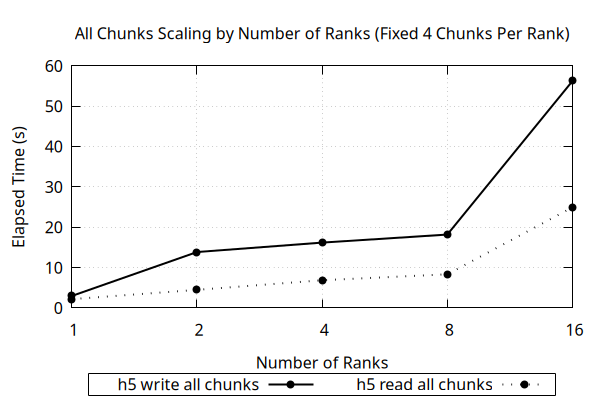 All Chunks Scaling by Number of Ranks (Fixed 4 Chunks Per Rank)
60
50
40
30
20
10
0
Elapsed Time (s)
1 2 4 8 16
Number of Ranks
h5 write all chunks h5 read all chunks